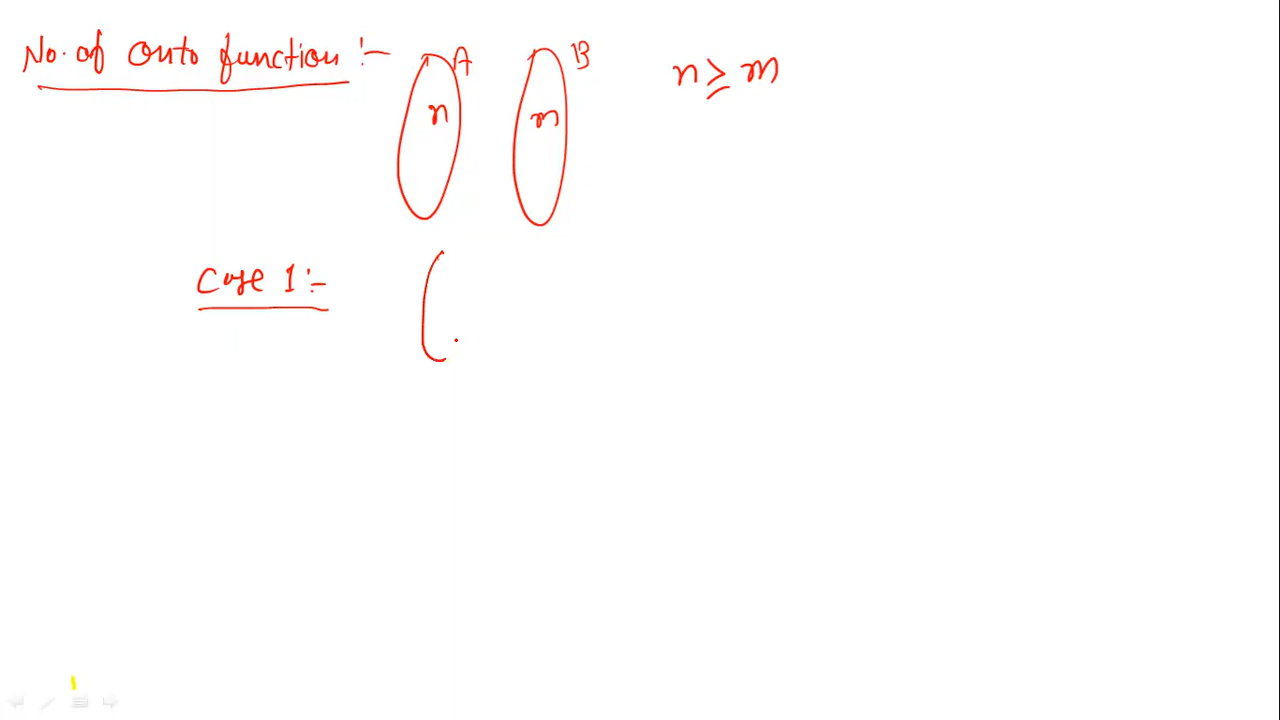 No. of Onto function :-
A B
n m
n ≥ m
Case 1 :-
(